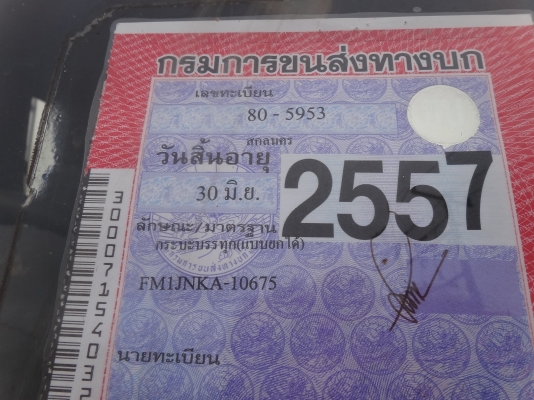 กรมการขนส่งทางบก
เลขทะเบียน
80 - 5953
สกลนคร
วันสิ้นอายุ
30 มิ.ย.
2557
ลักษณะ/มาตรฐาน
กระบะบรรทุก(แบบยกได้)
FM1JNKA-10675
นายทะเบียน
30007154032